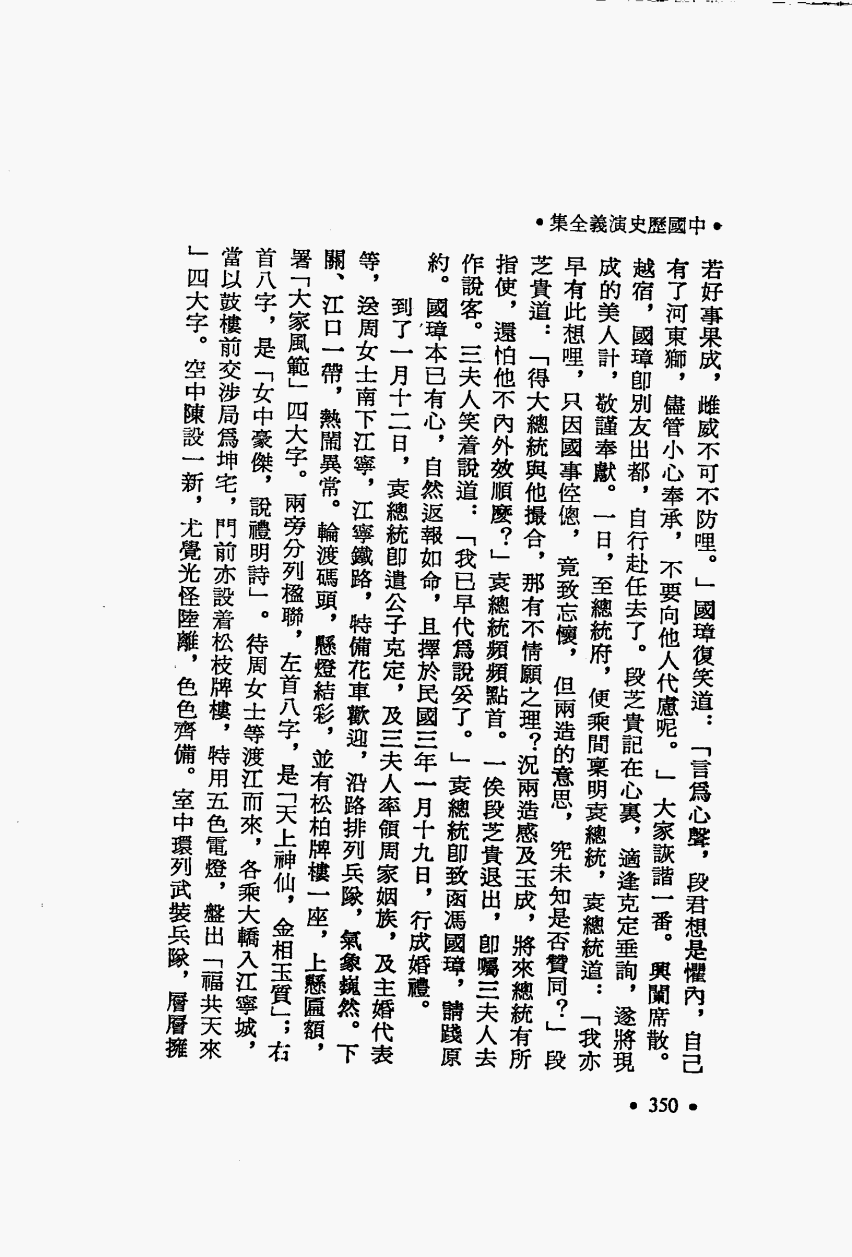 •中國歷史演義全集•
若好事果成，雌威不可不防哩。」國璋復笑道：「言爲心聲，段君想是懼內，自己
有了河東獅，儘管小心奉承，不要向他人代慮呢。」大家詼諧一番。興闌席散。
越宿，國璋卽別友出都，自行赴任去了。段芝貴記在心裏，適逢克定垂詢，遂將現
成的美人計，敬謹奉獻。一日，至總統府，便乘間稟明袁總統，袁總統道：「我亦
早有此想哩，只因國事倥傯，竟致忘懷，但兩造的意思，究未知是否贊同？」段
芝貴道：「得大總統與他撮合，那有不情願之理？況兩造感及玉成，將來總統有所
指使，還怕他不內外效順麼？」袁總統頻頻點首。一俟段芝貴退出，卽囑三夫人去
作說客。三夫人笑着說道：「我已早代爲說妥了。」袁總統卽致函馮國璋，請踐原
約。國璋本已有心，自然返報如命，且擇於民國三年一月十九日，行成婚禮。
到了一月十二日，袁總統卽遣公子克定，及三夫人率領周家姻族，及主婚代表
等，送周女士南下江寧，江寧鐵路，特備花車歡迎，沿路排列兵隊，氣象巍然。下
關、江口一帶，熱鬧異常。輪渡碼頭，懸燈結彩，並有松柏牌樓一座，上懸匾額，
署「大家風範」四大字。兩旁分列楹聯，左首八字，是「天上神仙，金相玉質」；右
首八字，是「女中豪傑，說禮明詩」。待周女士等渡江而來，各乘大轎入江寧城，
當以鼓樓前交涉局爲坤宅，門前亦設着松枝牌樓，特用五色電燈，盤出「福共天來
」四大字。空中陳設一新，尤覺光怪陸離，色色齊備。室中環列武裝兵隊，層層擁
•350•